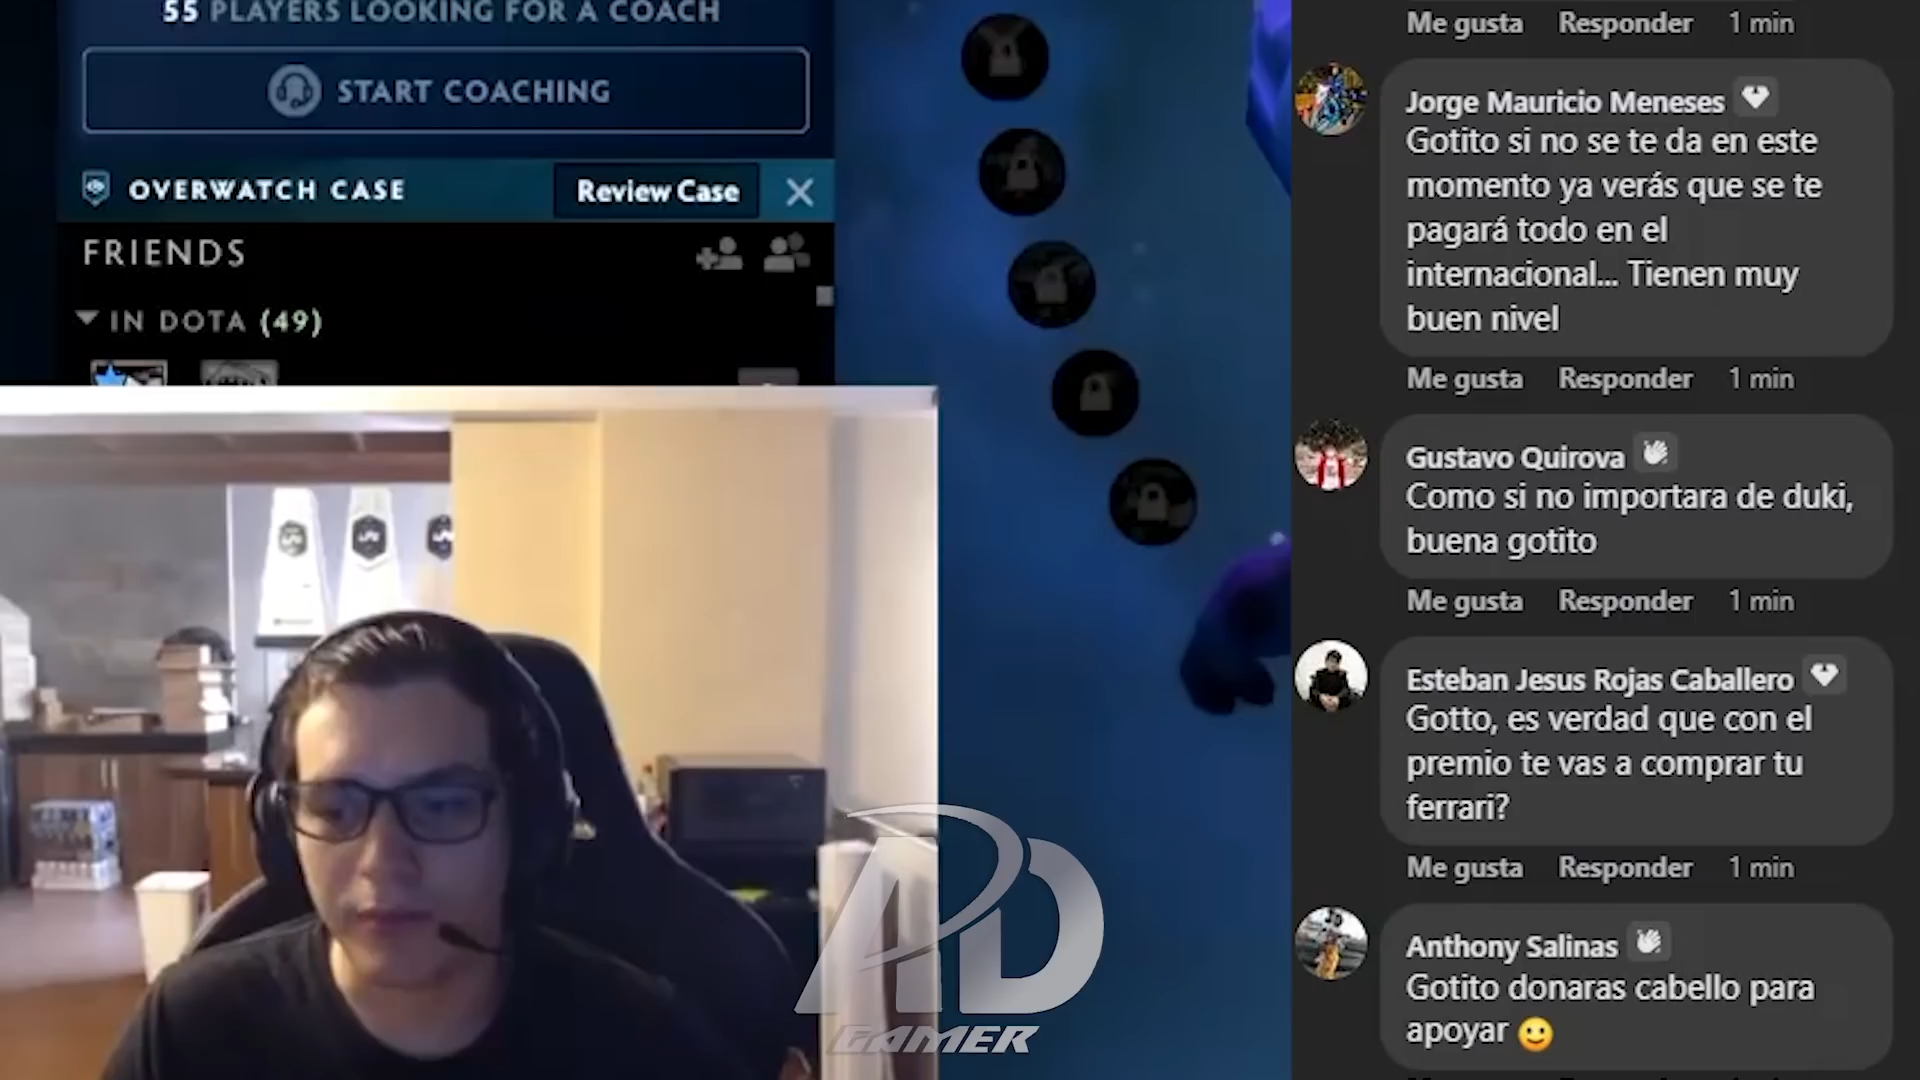 55 PLAYERS LOOKING FOR A COACH
START COACHING
OVERWATCH CASE
Review Case
FRIENDS
IN DOTA (49)
AD
GAMER
Me gusta Responder 1 min
Jorge Mauricio Meneses
Gotito si no se te da en este
momento ya verás que se te
pagará todo en el
internacional... Tienen muy
buen nivel
Me gusta Responder 1 min
Gustavo Quirova
Como si no importara de duki,
buena gotito
Me gusta Responder 1 min
Esteban Jesus Rojas Caballero
Gotto, es verdad que con el
premio te vas a comprar tu
ferrari?
Me gusta Responder 1 min
Anthony Salinas
Gotito donaras cabello para
apoyar 🙂